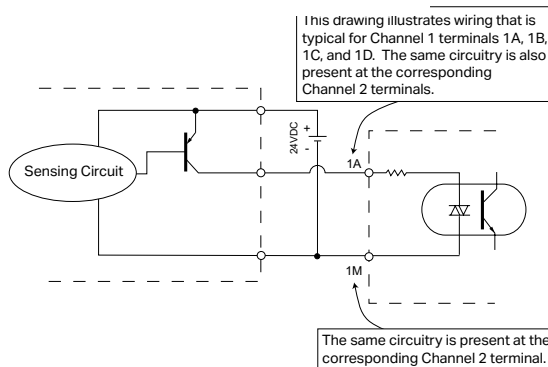 This drawing illustrates wiring that is
typical for Channel 1 terminals 1A, 1B,
1C, and 1D. The same circuitry is also
present at the corresponding
Channel 2 terminals.
24VDC
+
-
1A
Sensing Circuit
1M
The same circuitry is present at the
corresponding Channel 2 terminal.